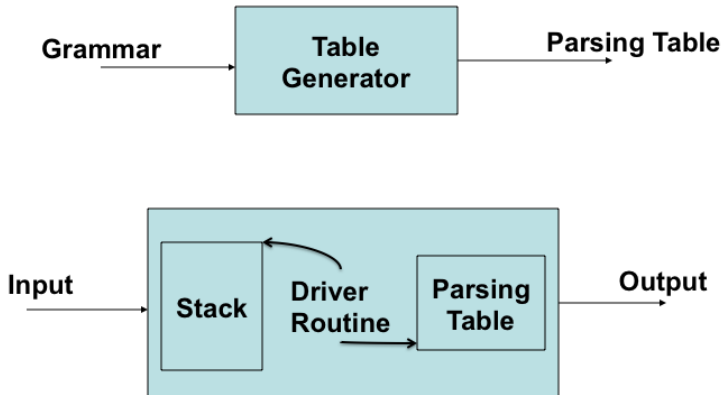 Grammar
Table
Generator
Parsing Table
Input
Stack
Driver
Routine
Parsing
Table
Output